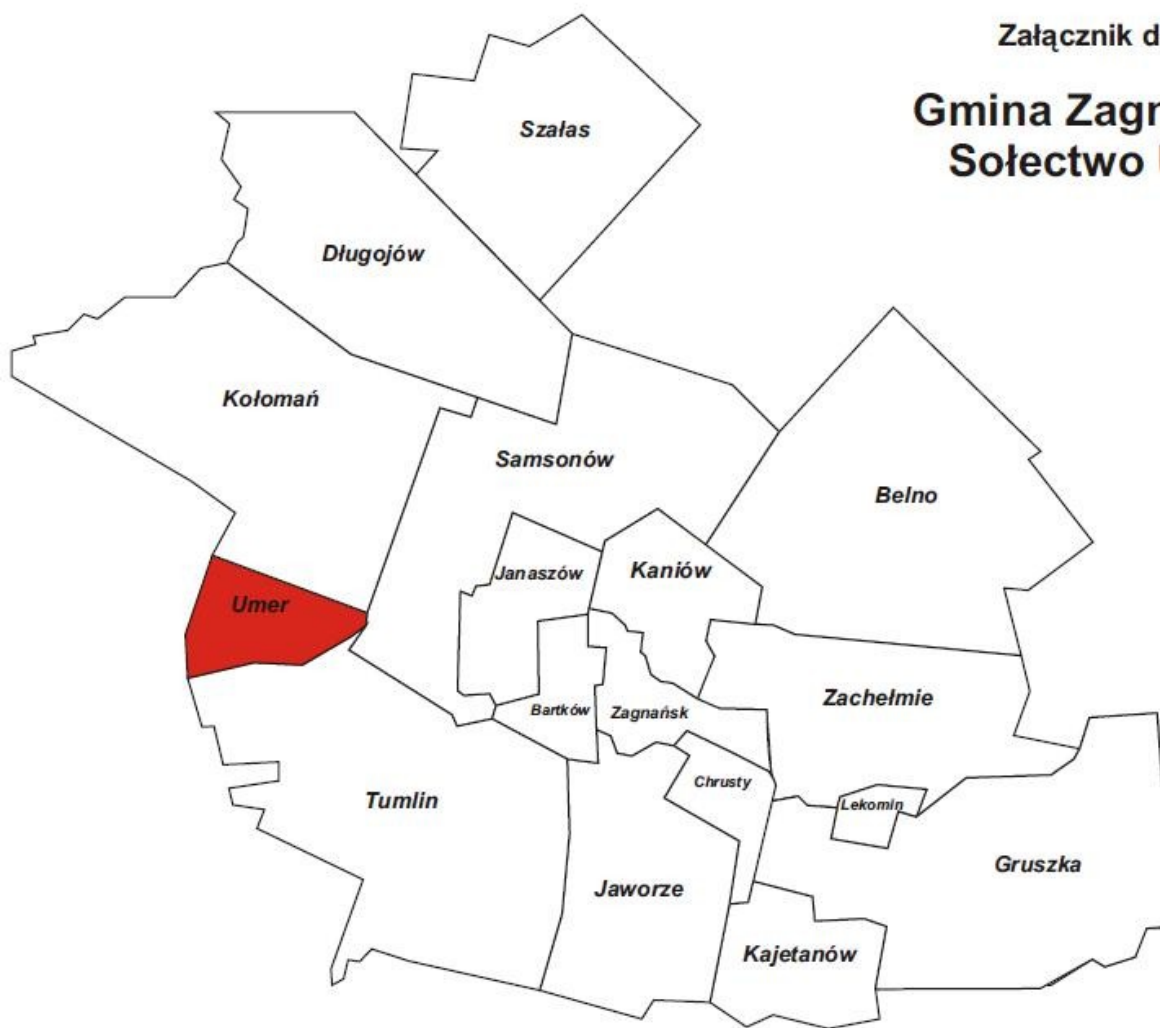 Załącznik d
Gmina Zagn
Sołectwo
Szałas
Długojów
Kołomań
Samsonów
Belno
Janaszów
Kaniów
Umer
Zachełmie
Bartków
Zagnańsk
Chrusty
Lekomin
Tumlin
Jaworze
Gruszka
Kajetanów